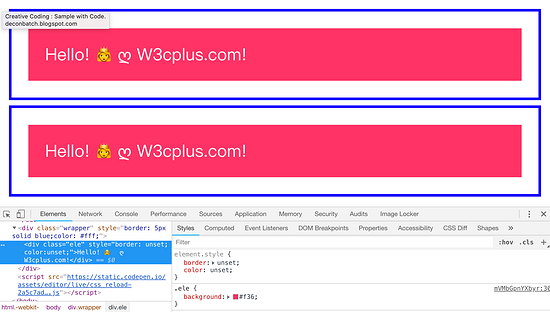 Creative Coding : Sample with Code.
deconbatch.blogspot.com
Hello! 👸 ღ W3cplus.com!
Hello! 👸 ღ W3cplus.com!
Elements Network Console Performance Sources Application Memory Security Audits Image Locker
▼<div class="wrapper" style="border: 5px
solid blue;color:#fff;">
… <div class="ele" style="border: unset;
color:unset;">Hello! 👸 ღ
W3cplus.com!</div> == $0
</div>
<script src="https://static.codepen.io/
assets/editor/live/css_reload-
2a5c7ad….js"></script>
</body>
html.-webkit- body div.wrapper div.ele
Styles Computed Event Listeners DOM Breakpoints Properties Accessibility CSS Diff Shapes
Filter :hov .cls +
element.style {
border:▶ unset;
color: unset;
}
.ele {
background:▶ #f36;